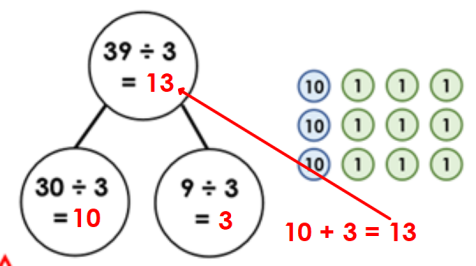 39 ÷ 3
= 13
30 ÷ 3
= 10
9 ÷ 3
= 3
10 1 1 1
10 1 1 1
10 1 1 1
10 + 3 = 13